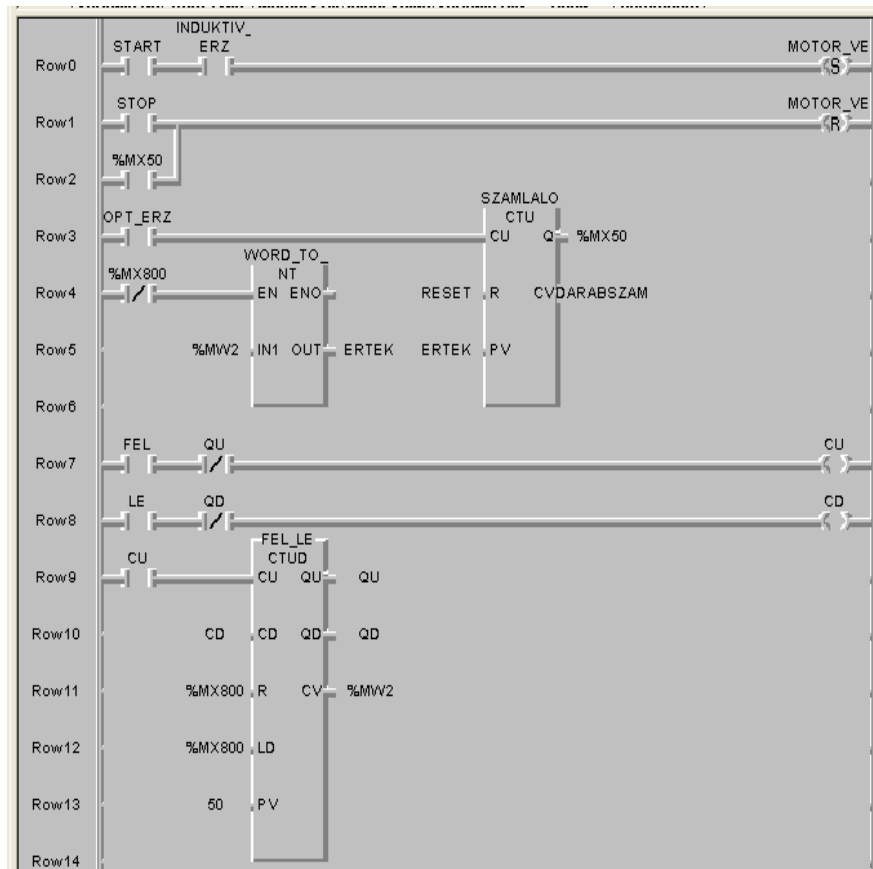 INDUKTIV_
START ERZ MOTOR_VE
Row0 S
STOP MOTOR_VE
Row1 R
%MX50
Row2
SZAMLALO
OPT_ERZ CTU
Row3 CU Q %MX50
WORD_TO_
%MX800 NT
Row4 EN ENO RESET R CVDARABSZAM
Row5 %MW2 IN1 OUT ERTEK ERTEK PV
Row6
FEL QU CU
Row7
LE QD CD
Row8
FEL_LE
CU CTUD
Row9 CU QU QU
Row10 CD CD QD QD
Row11 %MX800 R CV %MW2
Row12 %MX800 LD
Row13 50 PV
Row14